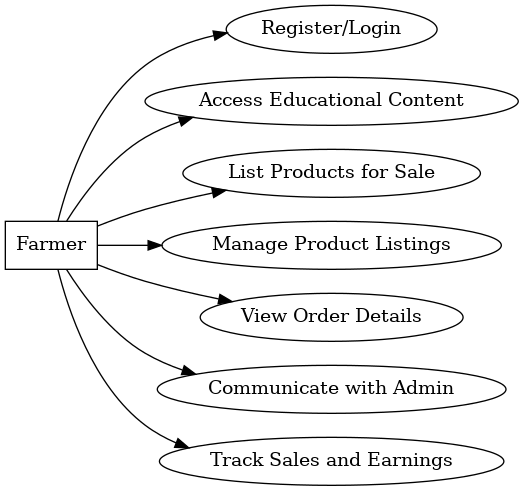 Register/Login
Access Educational Content
List Products for Sale
Farmer
Manage Product Listings
View Order Details
Communicate with Admin
Track Sales and Earnings